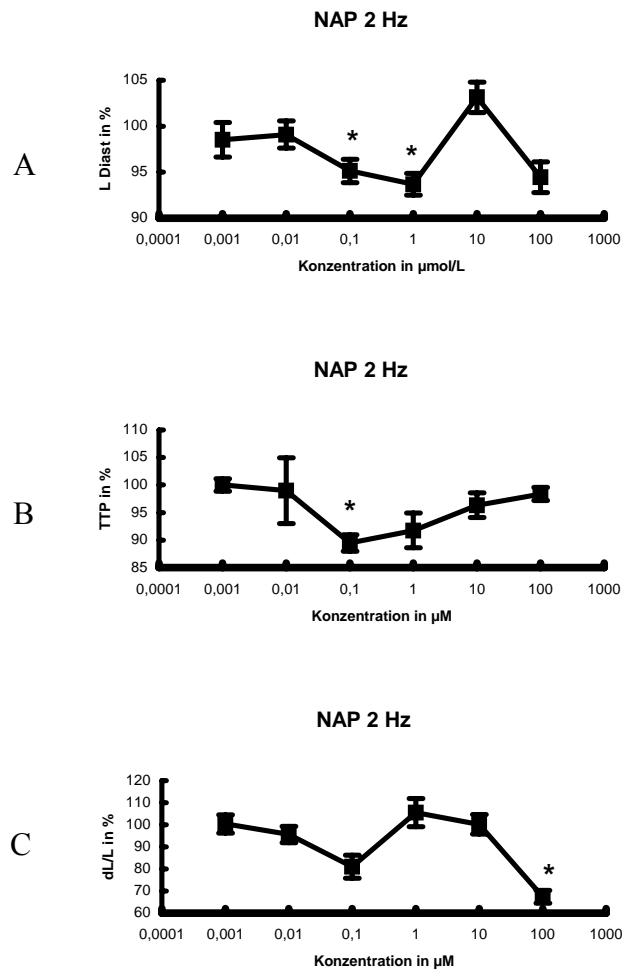 NAP 2 Hz
A
L Diast in %
105
100
95
90
* *
0,0001 0,001 0,01 0,1 1 10 100 1000
Konzentration in µmol/L
NAP 2 Hz
B
TTP in %
110
105
100
95
90
85
*
0,0001 0,001 0,01 0,1 1 10 100 1000
Konzentration in µM
NAP 2 Hz
C
dL/L in %
120
110
100
90
80
70
60
*
0,0001 0,001 0,01 0,1 1 10 100 1000
Konzentration in µM